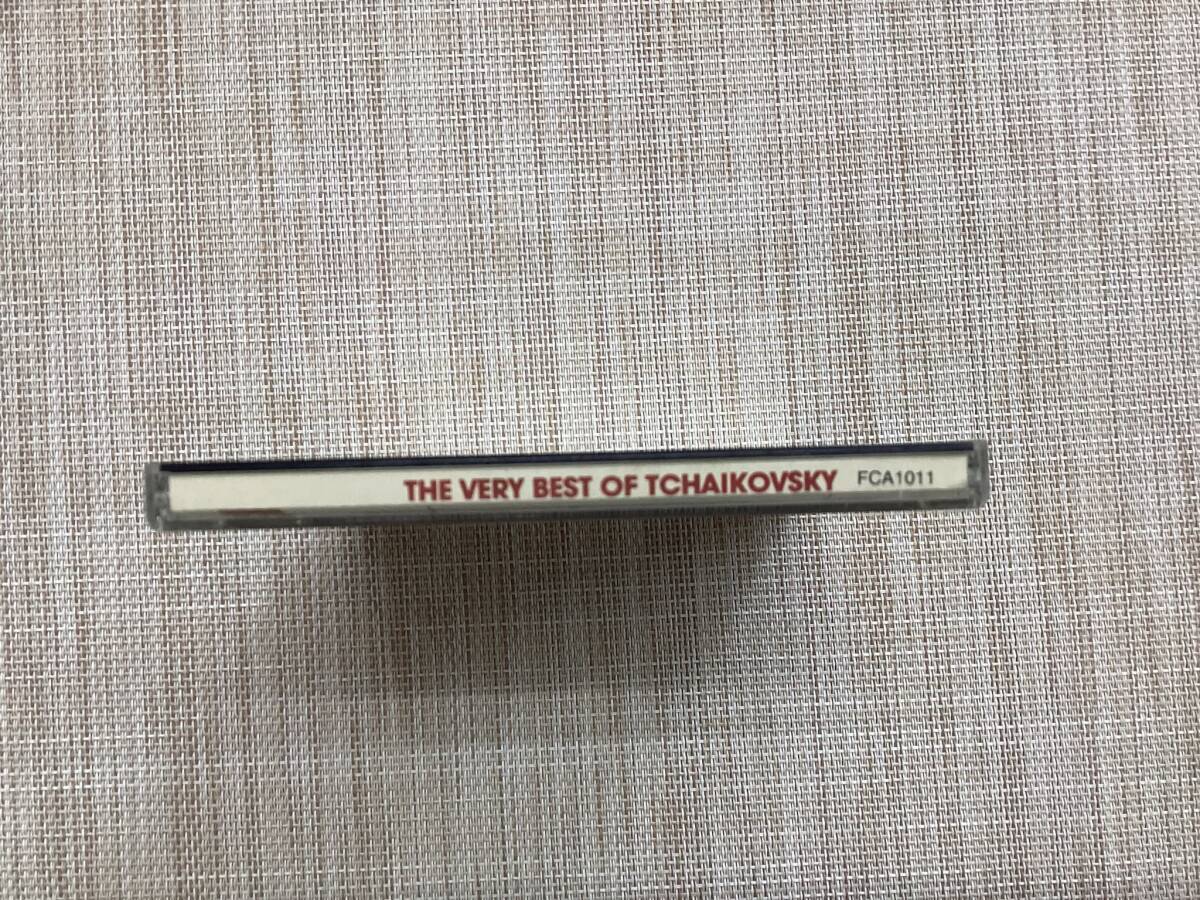 THE VERY BEST OF TCHAIKOVSKY FCA1011